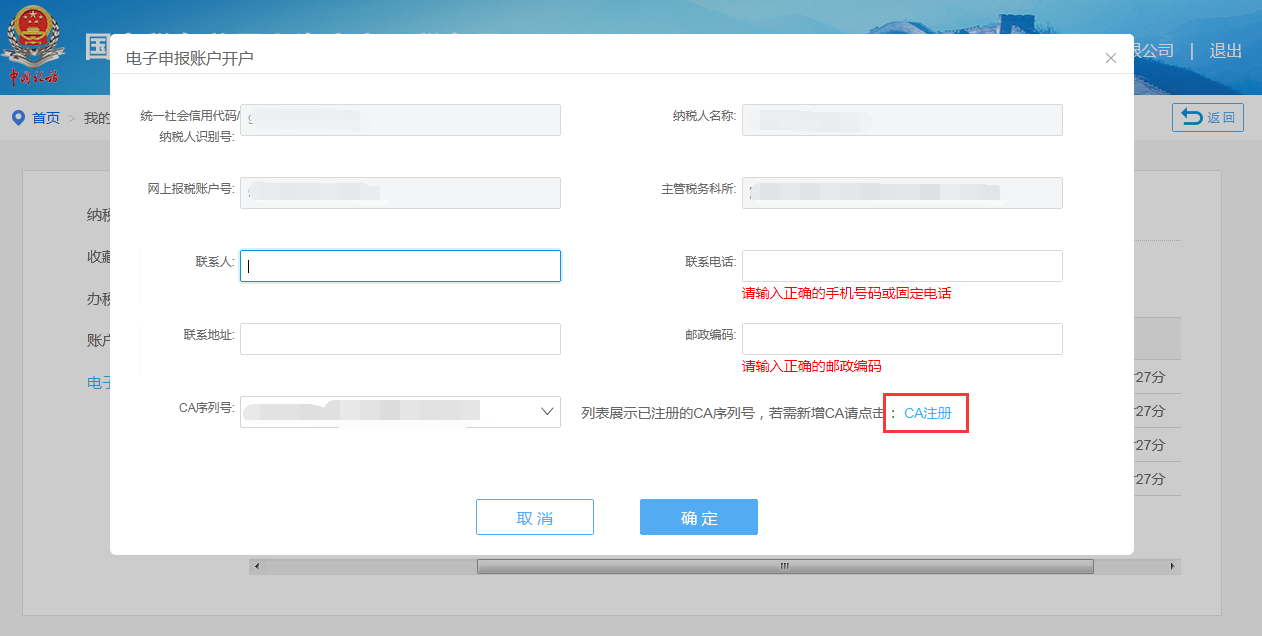 中国税务
国
限公司 | 退出
电子申报账户开户
首页 > 我的
返回
统一社会信用代码/
纳税人识别号:
纳税人名称:
网上报税账户号:
主管税务科所:
纳税
收藏
联系人:
联系电话:
请输入正确的手机号码或固定电话
办税
账户
联系地址:
邮政编码:
请输入正确的邮政编码
电子
27分
CA序列号:
列表展示已注册的CA序列号，若需新增CA请点击：
CA注册
27分
27分
27分
取 消
确 定